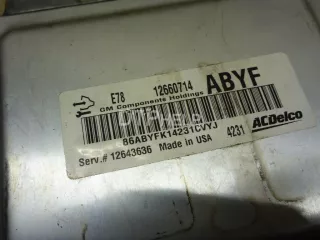 E78 12660714 ABYF
GM Components Holdings
86ABYFK14231CVYJ
4231 ACDelco
Serv.# 12643636 Made in USA